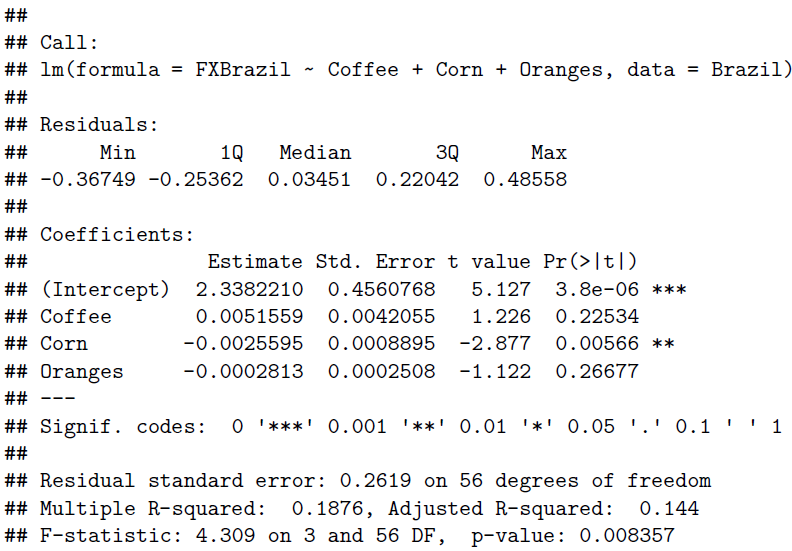 ##
## Call:
## lm(formula = FXBrazil ~ Coffee + Corn + Oranges, data = Brazil)
##
## Residuals:
##      Min       1Q   Median       3Q      Max
## -0.36749 -0.25362  0.03451  0.22042  0.48558
##
## Coefficients:
##               Estimate Std. Error t value Pr(>|t|)
## (Intercept)  2.3382210  0.4560768   5.127  3.8e-06 ***
## Coffee       0.0051559  0.0042055   1.226  0.22534
## Corn        -0.0025595  0.0008895  -2.877  0.00566 **
## Oranges     -0.0002813  0.0002508  -1.122  0.26677
## ---
## Signif. codes:  0 '***' 0.001 '**' 0.01 '*' 0.05 '.' 0.1 ' ' 1
##
## Residual standard error: 0.2619 on 56 degrees of freedom
## Multiple R-squared:  0.1876, Adjusted R-squared:  0.144
## F-statistic: 4.309 on 3 and 56 DF,  p-value: 0.008357